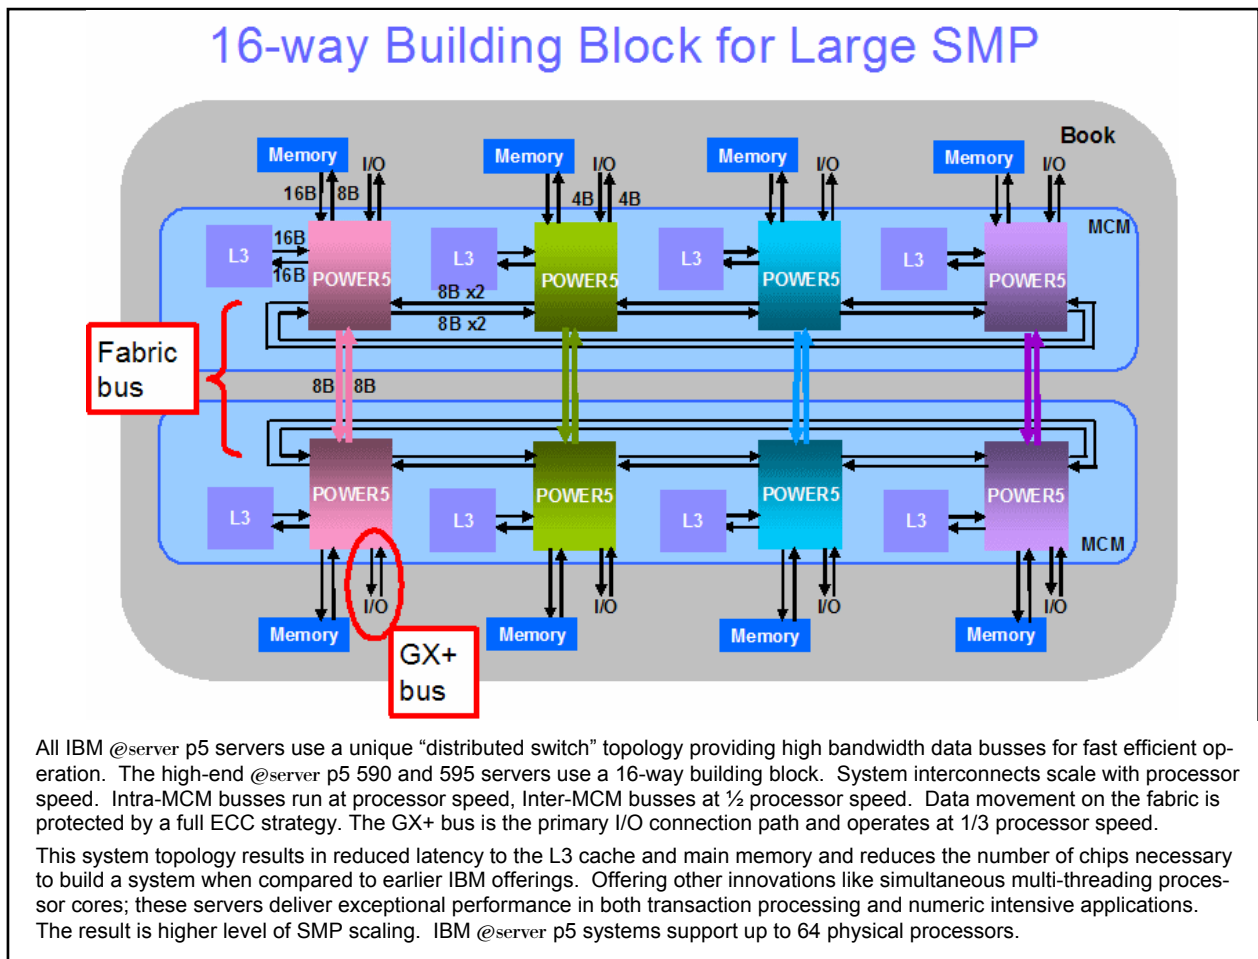 16-way Building Block for Large SMP
Book
Memory
Memory
Memory
Memory
I/O
I/O
I/O
I/O
16B
8B
4B
4B
MCM
L3
16B
16B
POWER5
L3
POWER5
L3
POWER5
L3
POWER5
8B x2
8B x2
Fabric
bus
8B
8B
L3
POWER5
L3
POWER5
L3
POWER5
L3
POWER5
MCM
I/O
I/O
I/O
I/O
Memory
Memory
Memory
Memory
GX+
bus
All IBM @server p5 servers use a unique “distributed switch” topology providing high bandwidth data busses for fast efficient op-
eration. The high-end @server p5 590 and 595 servers use a 16-way building block. System interconnects scale with processor
speed. Intra-MCM busses run at processor speed, Inter-MCM busses at ½ processor speed. Data movement on the fabric is
protected by a full ECC strategy. The GX+ bus is the primary I/O connection path and operates at 1/3 processor speed.
This system topology results in reduced latency to the L3 cache and main memory and reduces the number of chips necessary
to build a system when compared to earlier IBM offerings. Offering other innovations like simultaneous multi-threading proces-
sor cores; these servers deliver exceptional performance in both transaction processing and numeric intensive applications.
The result is higher level of SMP scaling. IBM @server p5 systems support up to 64 physical processors.